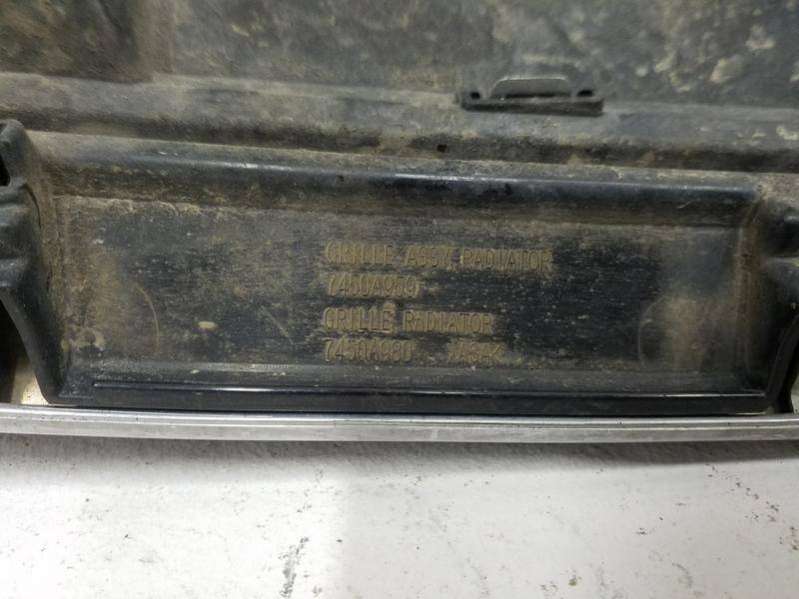 GRILLE ASSY RADIATOR
7450A959
GRILLE RADIATOR
7450A960